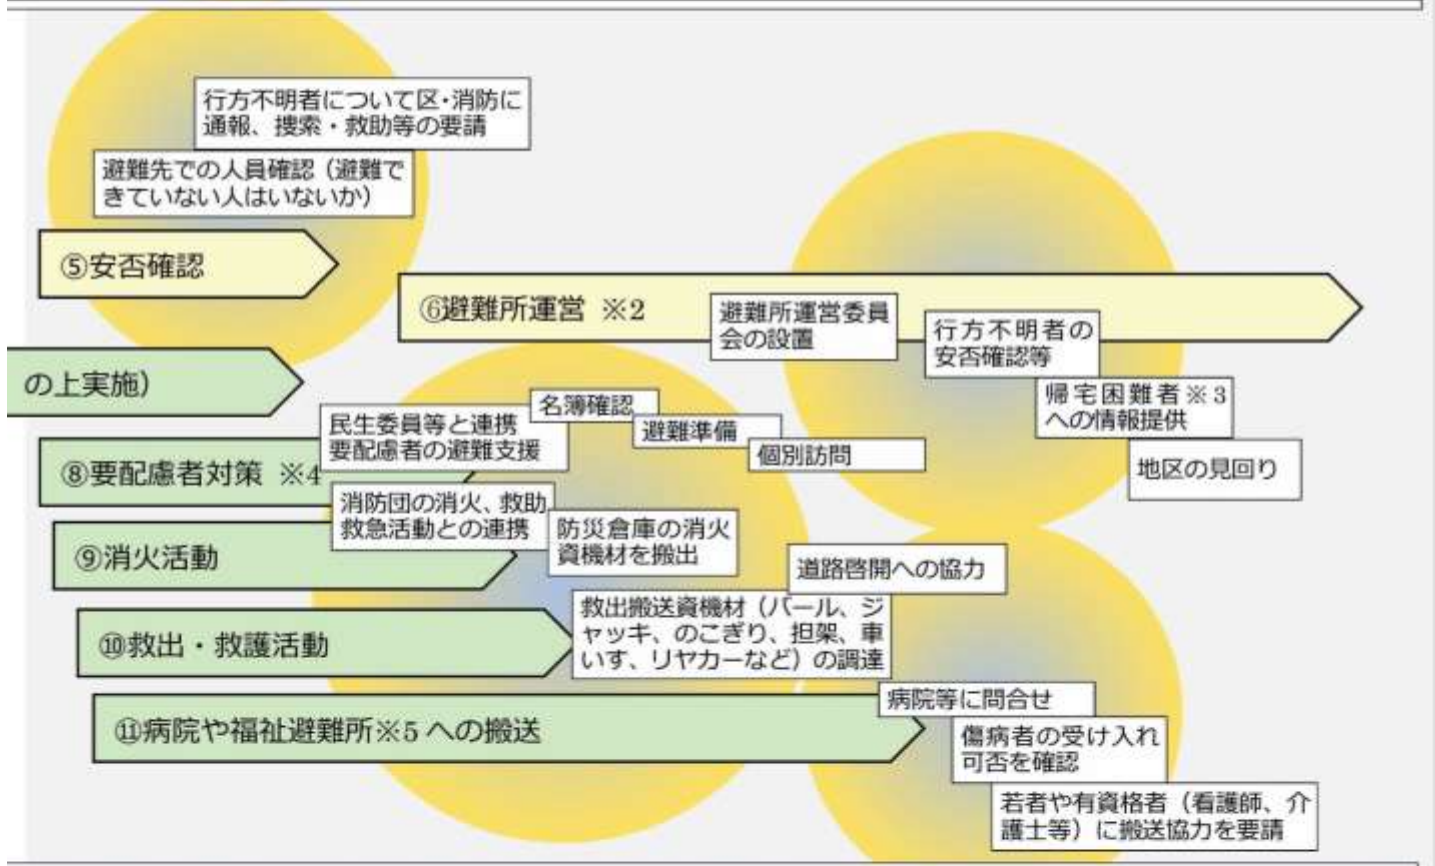 行方不明者について区・消防に
通報、捜索・救助等の要請
避難先での人員確認（避難で
きていない人はいないか）
⑤安否確認
⑥避難所運営 ※2
避難所運営委員
会の設置
行方不明者の
安否確認等
帰宅困難者※3
への情報提供
地区の見回り
の上実施）
民生委員等と連携
要配慮者の避難支援
名簿確認
避難準備
個別訪問
⑧要配慮者対策 ※4
消防団の消火、救助
救急活動との連携
防災倉庫の消火
資機材を搬出
⑨消火活動
道路啓開への協力
救出搬送資機材（バール、ジ
ャッキ、のこぎり、担架、車
いす、リヤカーなど）の調達
⑩救出・救護活動
⑪病院や福祉避難所※5への搬送
病院等に問合せ
傷病者の受け入れ
可否を確認
若者や有資格者（看護師、介
護士等）に搬送協力を要請